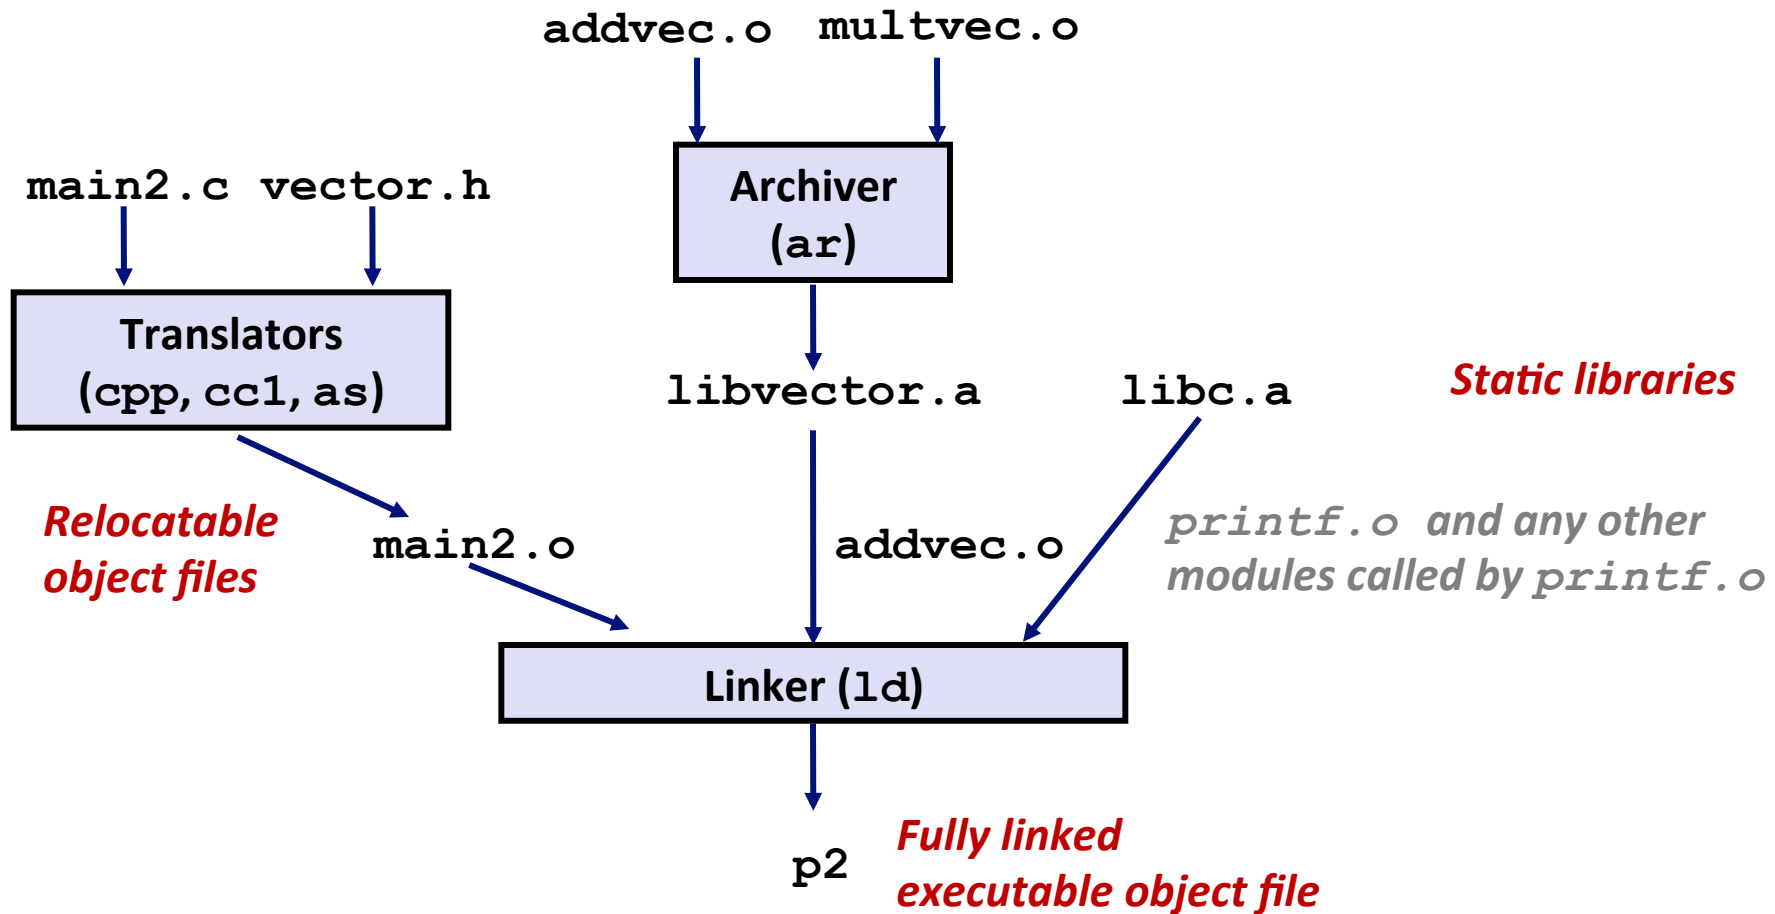 addvec.o multvec.o
main2.c vector.h
Archiver
(ar)
Translators
(cpp, cc1, as)
libvector.a
libc.a
Static libraries
Relocatable
object files
main2.o
addvec.o
printf.o and any other
modules called by printf.o
Linker (ld)
p2
Fully linked
executable object file